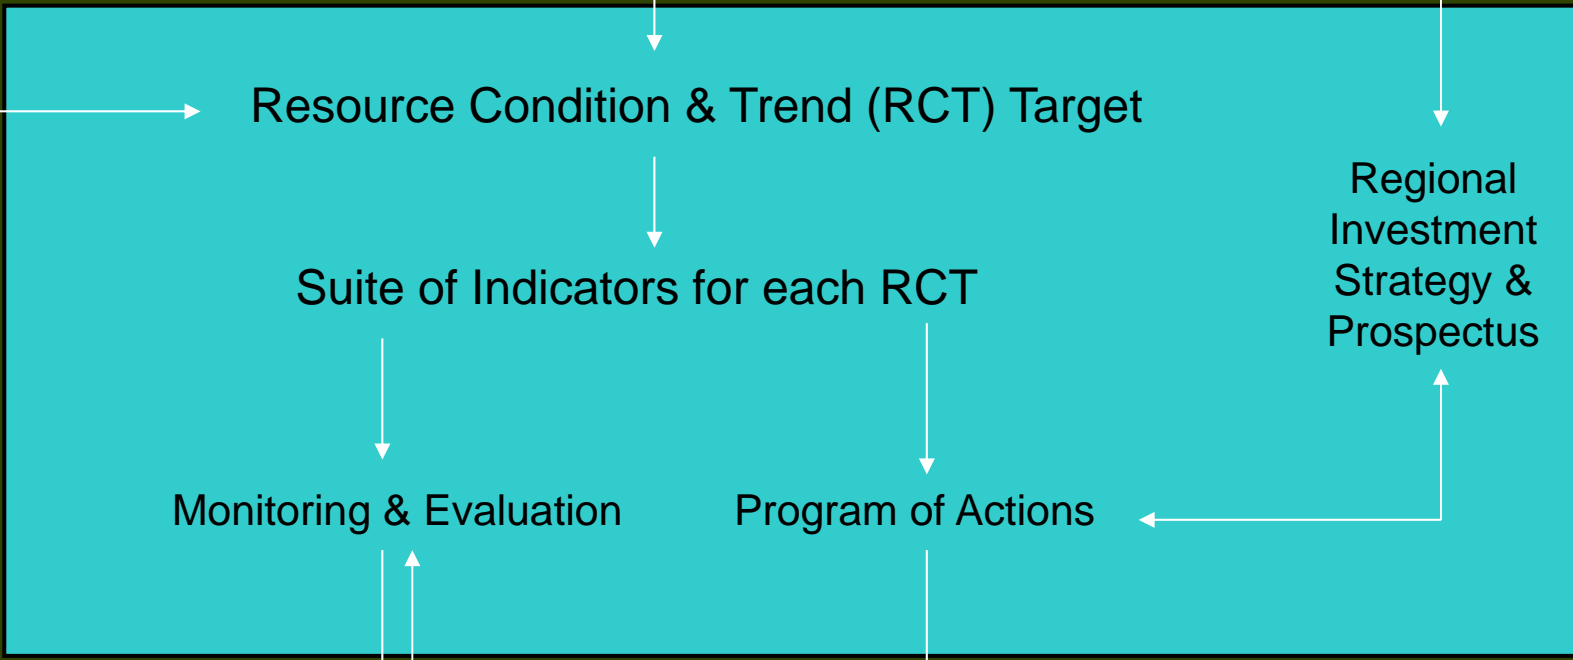 Resource Condition & Trend (RCT) Target
Regional
Investment
Strategy &
Prospectus
Suite of Indicators for each RCT
Monitoring & Evaluation
Program of Actions